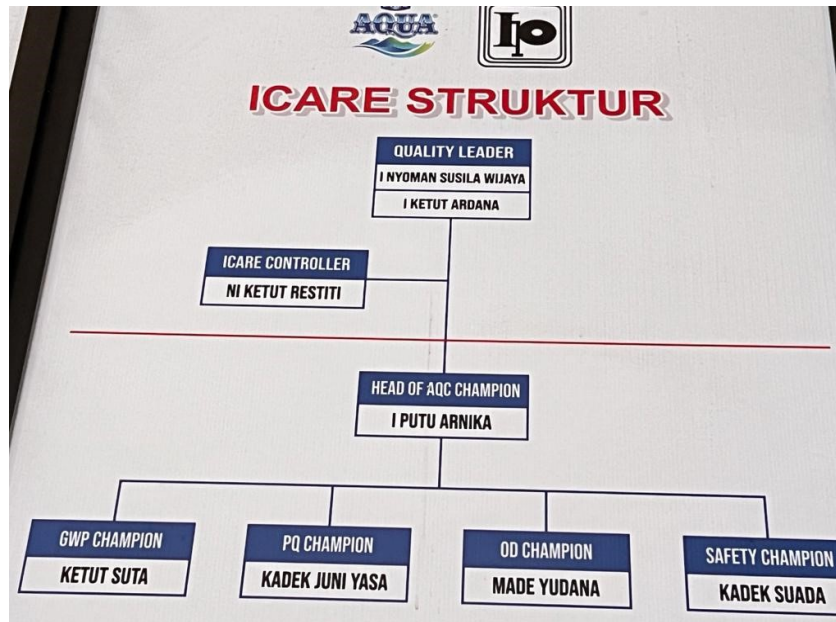 AQUA
ICARE STRUKTUR
QUALITY LEADER
I NYOMAN SUSILA WIJAYA
I KETUT ARDANA
ICARE CONTROLLER
NI KETUT RESTITI
HEAD OF AQC CHAMPION
I PUTU ARNIKA
GWP CHAMPION
KETUT SUTA
PQ CHAMPION
KADEK JUNI YASA
OD CHAMPION
MADE YUDANA
SAFETY CHAMPION
KADEK SUADA